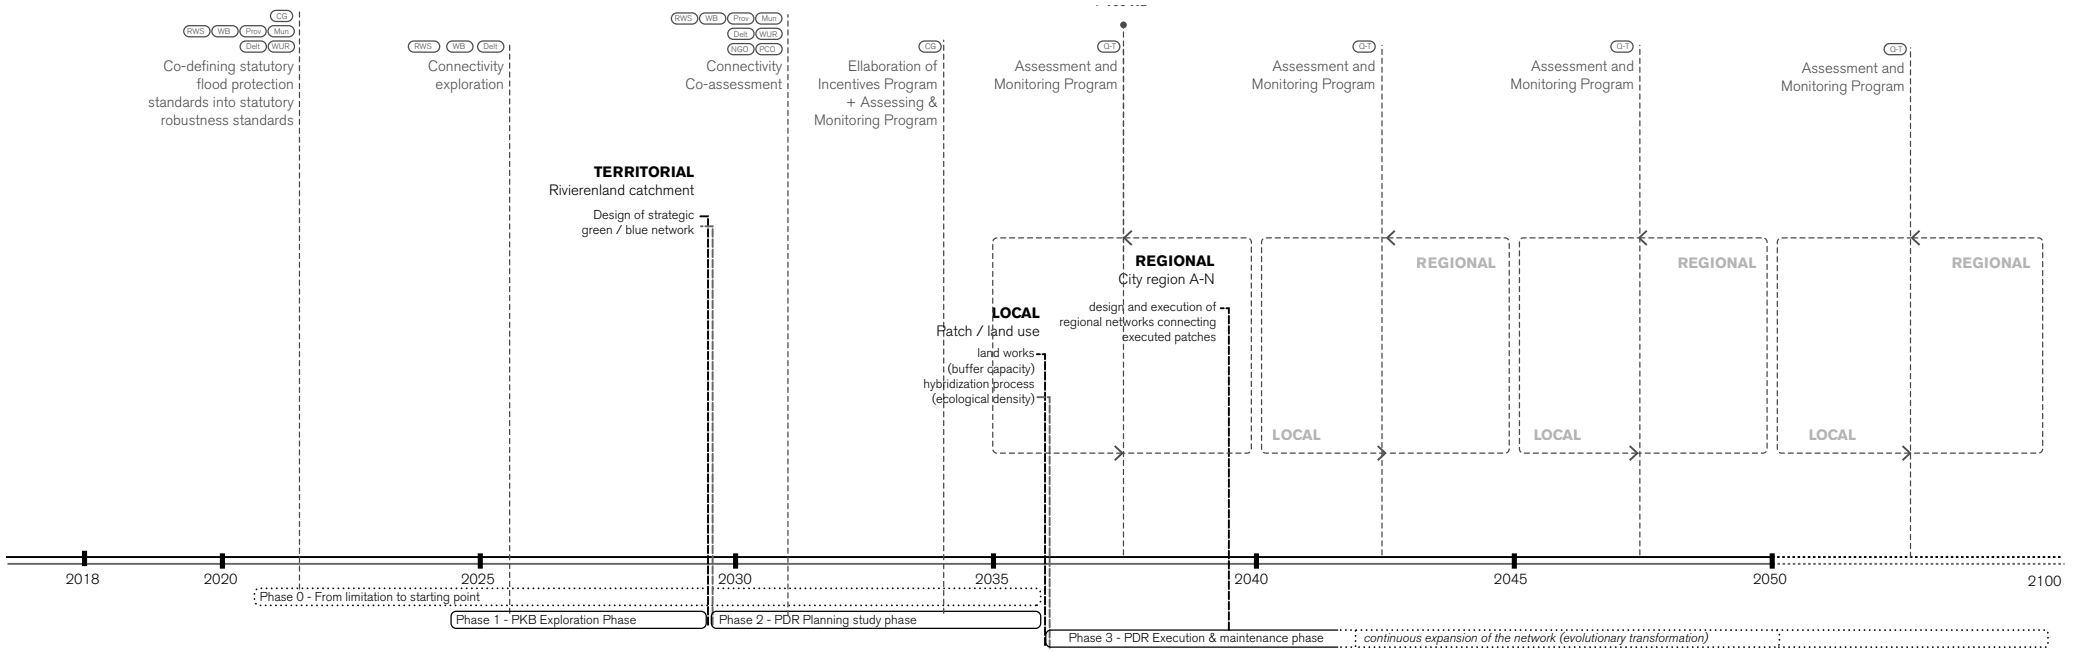 CG
RWS WB Prov Mun
Delt WUR
Co-defining statutory
flood protection
standards into statutory
robustness standards
RWS WB Delt
Connectivity
exploration
RWS WB Prov Mun
Delt WUR
NGO PCO
Connectivity
Co-assessment
CG
Ellaboration of
Incentives Program
+ Assessing &
Monitoring Program
Q-T
Assessment and
Monitoring Program
Q-T
Assessment and
Monitoring Program
Q-T
Assessment and
Monitoring Program
Q-T
Assessment and
Monitoring Program
TERRITORIAL
Rivierenland catchment
Design of strategic
green / blue network
LOCAL
Patch / land use
land works
(buffer capacity)
hybridization process
(ecological density)
REGIONAL
City region A-N
design and execution of
regional networks connecting
executed patches
REGIONAL
LOCAL
REGIONAL
LOCAL
REGIONAL
LOCAL
2018 2020 2025 2030 2035 2040 2045 2050 2100
Phase 0 - From limitation to starting point
Phase 1 - PKB Exploration Phase
Phase 2 - PDR Planning study phase
Phase 3 - PDR Execution & maintenance phase
continuous expansion of the network (evolutionary transformation)